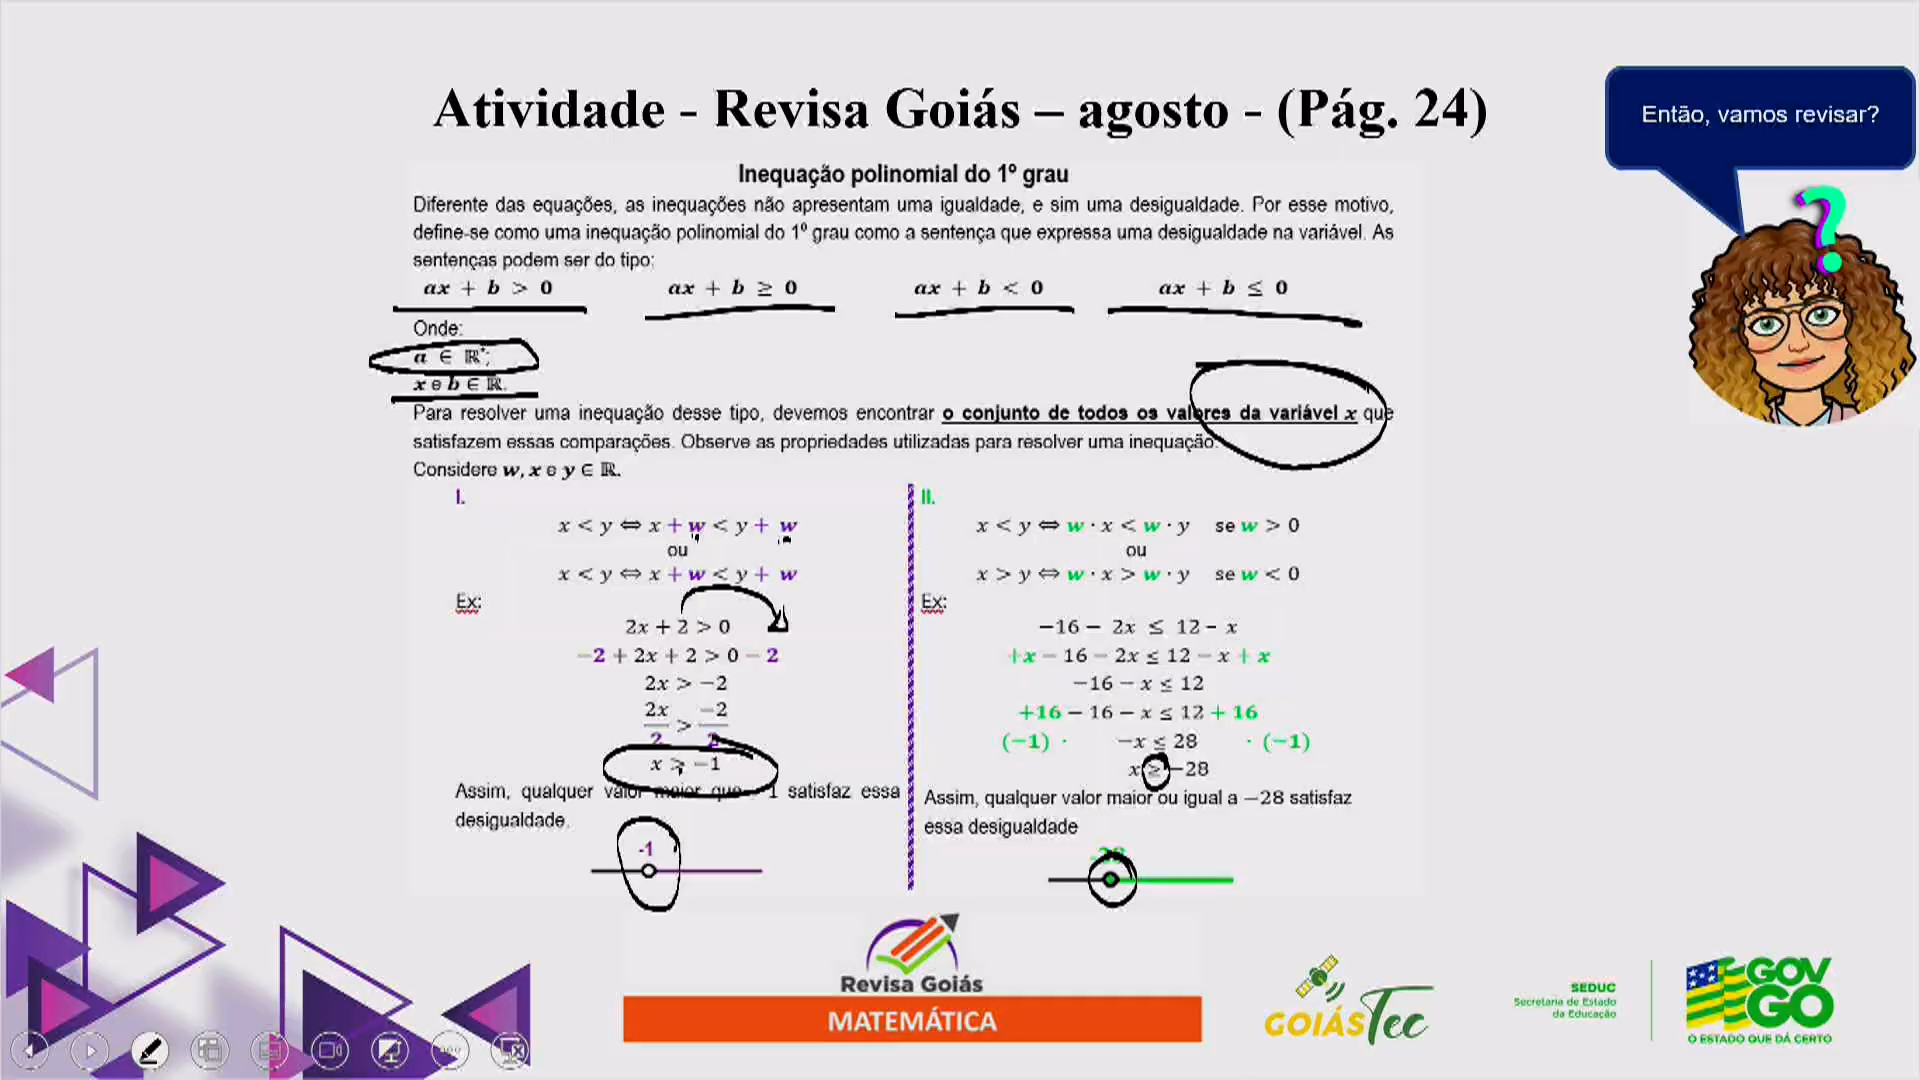 Atividade - Revisa Goiás – agosto - (Pág. 24)
Então, vamos revisar?
Inequação polinomial do 1º grau
Diferente das equações, as inequações não apresentam uma igualdade, e sim uma desigualdade. Por esse motivo,
define-se como uma inequação polinomial do 1º grau como a sentença que expressa uma desigualdade na variável. As
sentenças podem ser do tipo:
ax + b > 0 ax + b ≥ 0 ax + b < 0 ax + b ≤ 0
Onde:
a ∈ ℝ*;
x e b ∈ ℝ.
Para resolver uma inequação desse tipo, devemos encontrar o conjunto de todos os valores da variável x que
satisfazem essas comparações. Observe as propriedades utilizadas para resolver uma inequação.
Considere w, x e y ∈ ℝ.
I.
x < y ⇔ x + w < y + w
ou
x < y ⇔ x + w < y + w
Ex:
2x + 2 > 0
−2 + 2x + 2 > 0 − 2
2x > −2
2x/2 > −2/2
x > −1
Assim, qualquer valor maior que − 1 satisfaz essa
desigualdade.
-1
II.
x < y ⇔ w · x < w · y se w > 0
ou
x > y ⇔ w · x > w · y se w < 0
Ex:
−16 − 2x ≤ 12 − x
+x − 16 − 2x ≤ 12 − x + x
−16 − x ≤ 12
+16 − 16 − x ≤ 12 + 16
(−1) · −x ≤ 28 · (−1)
x ≥ −28
Assim, qualquer valor maior ou igual a −28 satisfaz
essa desigualdade
-28
Revisa Goiás
MATEMÁTICA
GOIÁS Tec
SEDUC
Secretaria de Estado
da Educação
GOV
GO
O ESTADO QUE DÁ CERTO